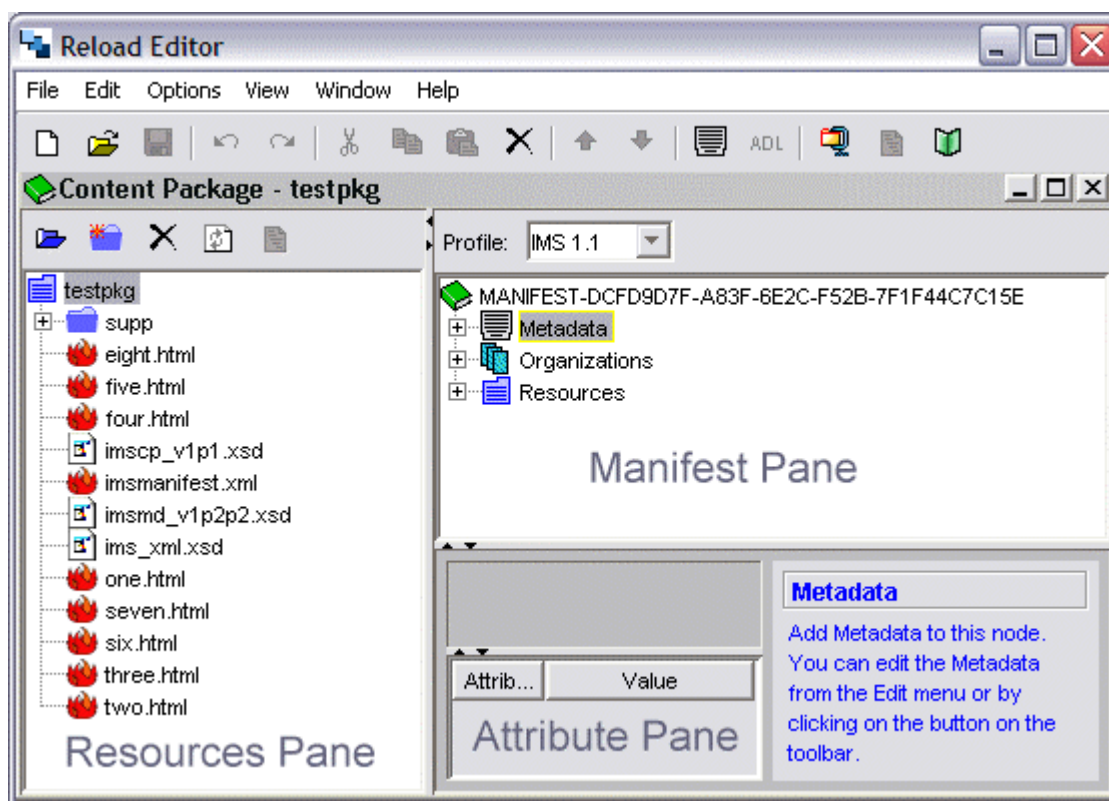 Reload Editor
File Edit Options View Window Help
ADL
Content Package - testpkg
Profile: IMS 1.1
testpkg
supp
eight.html
five.html
four.html
imscp_v1p1.xsd
imsmanifest.xml
imsmd_v1p2p2.xsd
ims_xml.xsd
one.html
seven.html
six.html
three.html
two.html
Resources Pane
MANIFEST-DCFD9D7F-A83F-6E2C-F52B-7F1F44C7C15E
Metadata
Organizations
Resources
Manifest Pane
Attrib... Value
Attribute Pane
Metadata
Add Metadata to this node.
You can edit the Metadata
from the Edit menu or by
clicking on the button on the
toolbar.